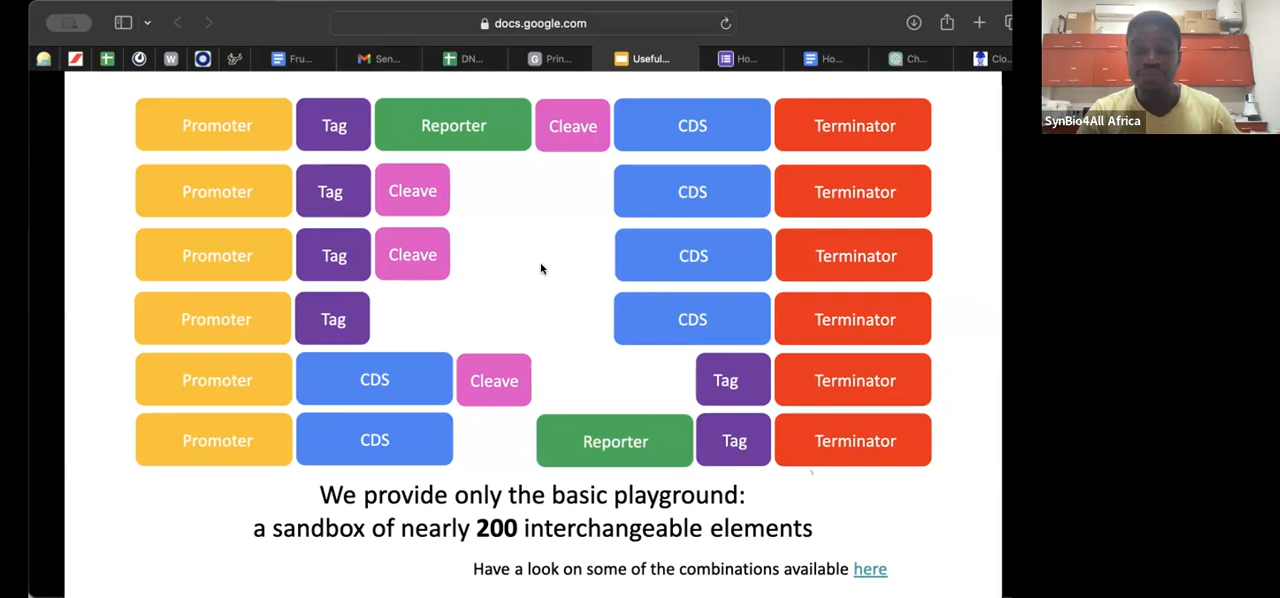 docs.google.com
W
Fru...
Sen...
DN...
G Prin...
Useful...
Ho...
Ho...
Ch...
Clo...
SynBio4All Africa
Promoter Tag Reporter Cleave CDS Terminator
Promoter Tag Cleave CDS Terminator
Promoter Tag Cleave CDS Terminator
Promoter Tag CDS Terminator
Promoter CDS Cleave Tag Terminator
Promoter CDS Reporter Tag Terminator
We provide only the basic playground:
a sandbox of nearly 200 interchangeable elements
Have a look on some of the combinations available here